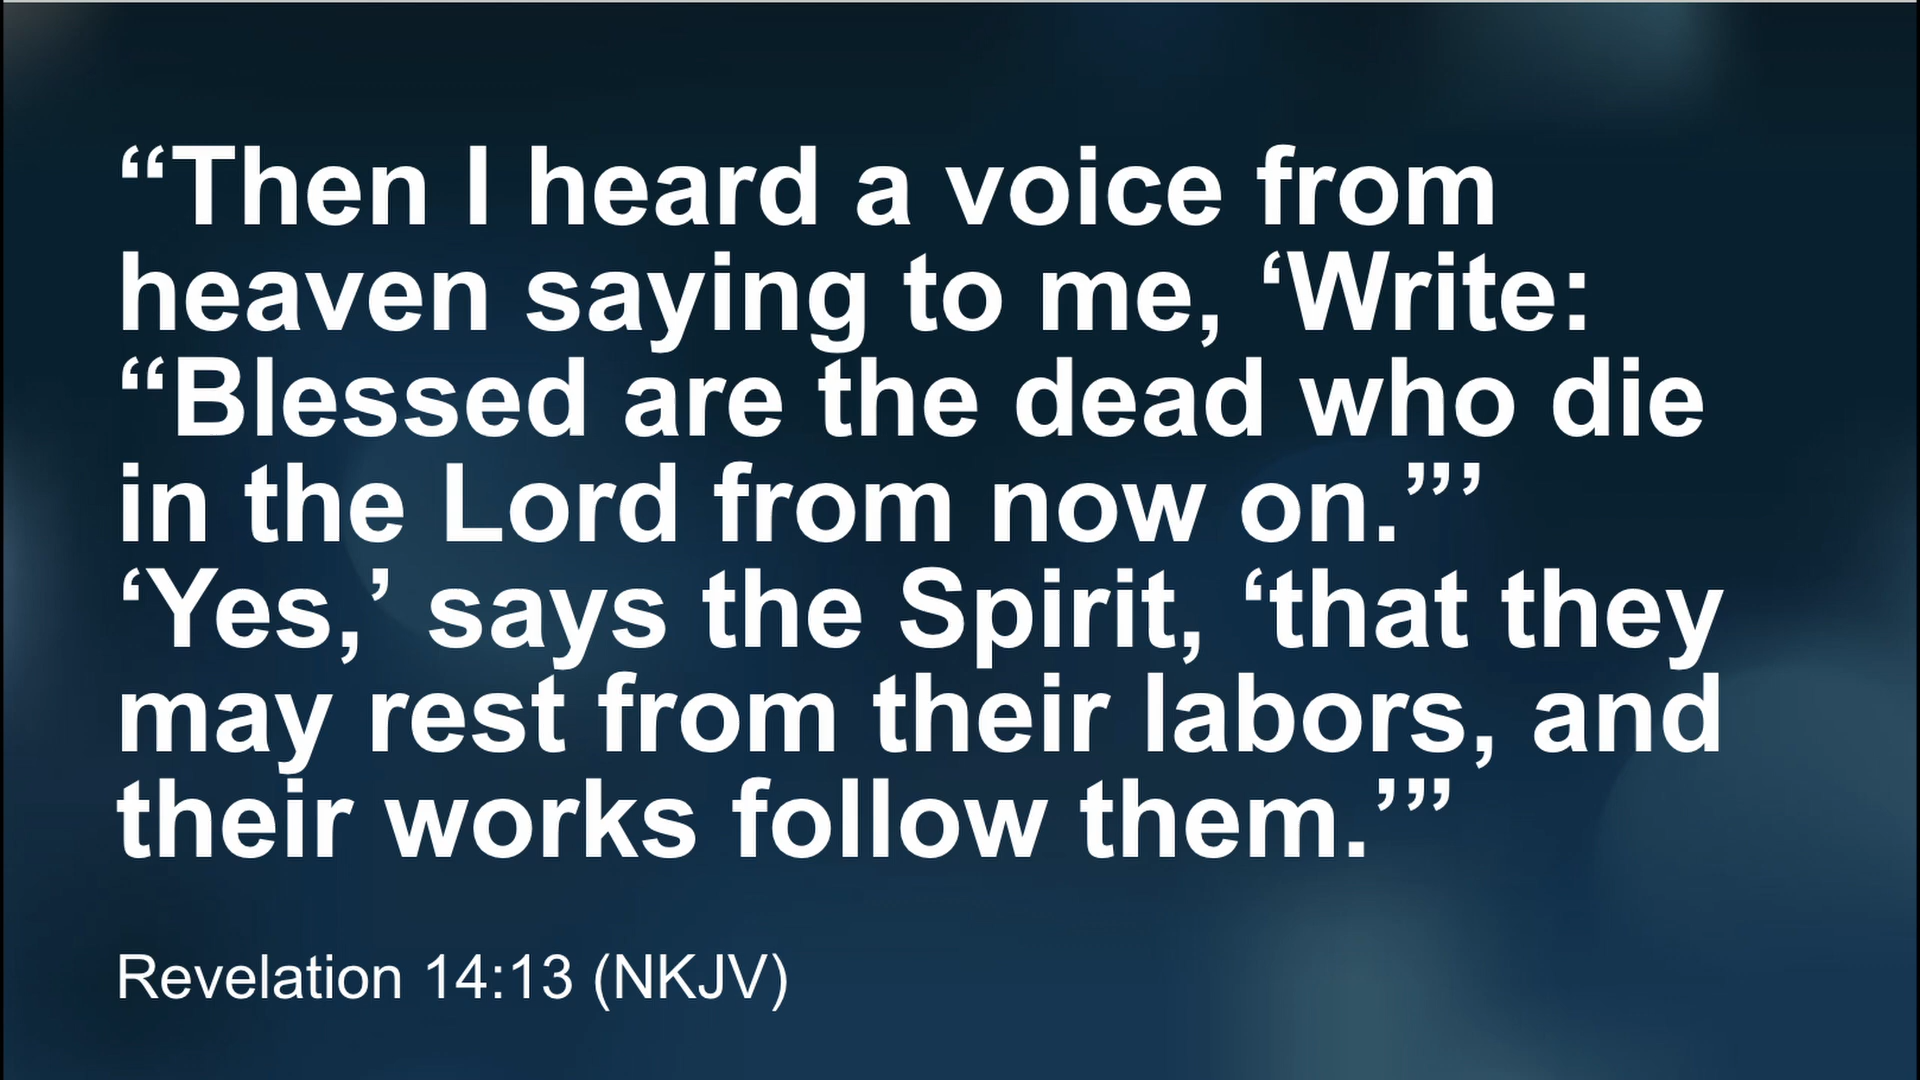 “Then I heard a voice from
heaven saying to me, ‘Write:
“Blessed are the dead who die
in the Lord from now on.”’
‘Yes,’ says the Spirit, ‘that they
may rest from their labors, and
their works follow them.’”
Revelation 14:13 (NKJV)